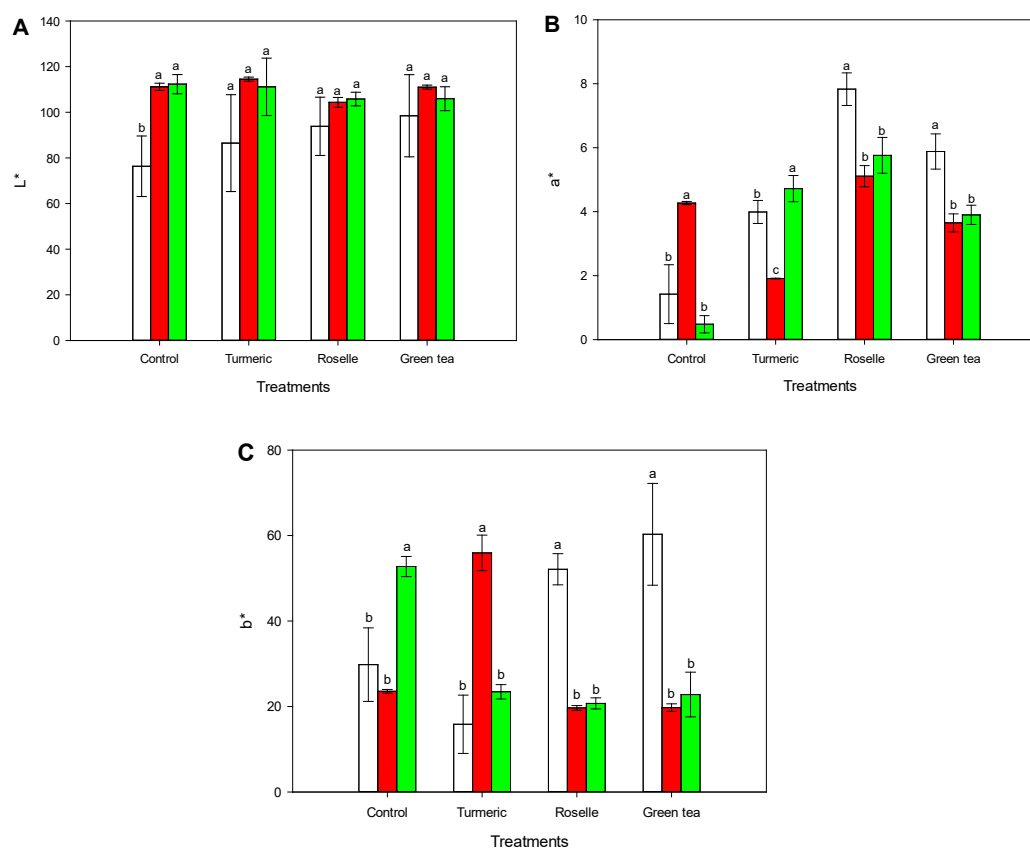 A
L*
140
120
100
80
60
40
20
0
b a a
a a a
a a a
a a a
Control Turmeric Roselle Green tea
Treatments
B
a*
10
8
6
4
2
0
b a b
b c a
a b b
a b b
Control Turmeric Roselle Green tea
Treatments
C
b*
80
60
40
20
0
b b a
b a b
a b b
a b b
Control Turmeric Roselle Green tea
Treatments